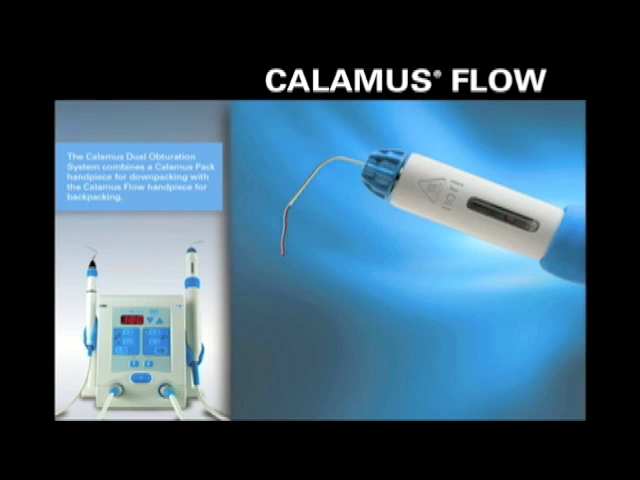 CALAMUS® FLOW
The Calamus Dual Obturation
System combines a Calamus Pack
handpiece for downpacking with
the Calamus Flow handpiece for
backpacking.